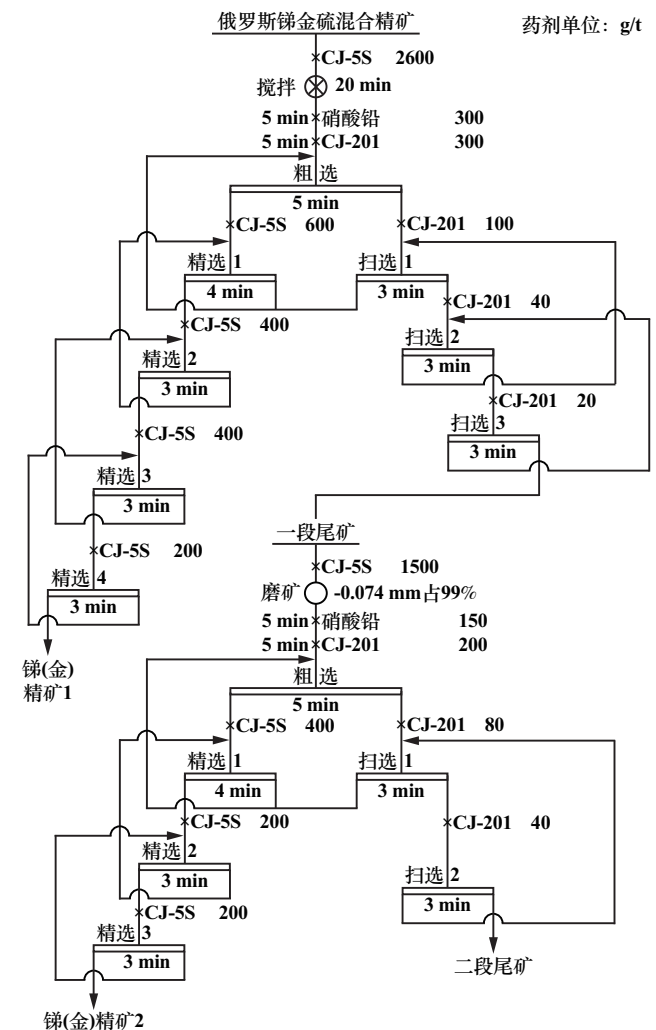 俄罗斯锑金硫混合精矿
药剂单位：g/t
CJ-5S 2600
搅拌 20 min
5 min 硝酸铅 300
5 min CJ-201 300
粗选
5 min
CJ-5S 600
CJ-201 100
精选 1
扫选 1
4 min
3 min
CJ-201 40
CJ-5S 400
扫选 2
精选 2
3 min
3 min
CJ-201 20
扫选 3
CJ-5S 400
3 min
精选 3
3 min
一段尾矿
CJ-5S 200
CJ-5S 1500
精选 4
磨矿 -0.074 mm占99%
3 min
5 min 硝酸铅 150
5 min CJ-201 200
锑(金)
精矿1
粗选
5 min
CJ-5S 400
CJ-201 80
精选 1
扫选 1
4 min
3 min
CJ-5S 200
CJ-201 40
精选 2
扫选 2
3 min
3 min
CJ-5S 200
精选 3
3 min
二段尾矿
锑(金)精矿2